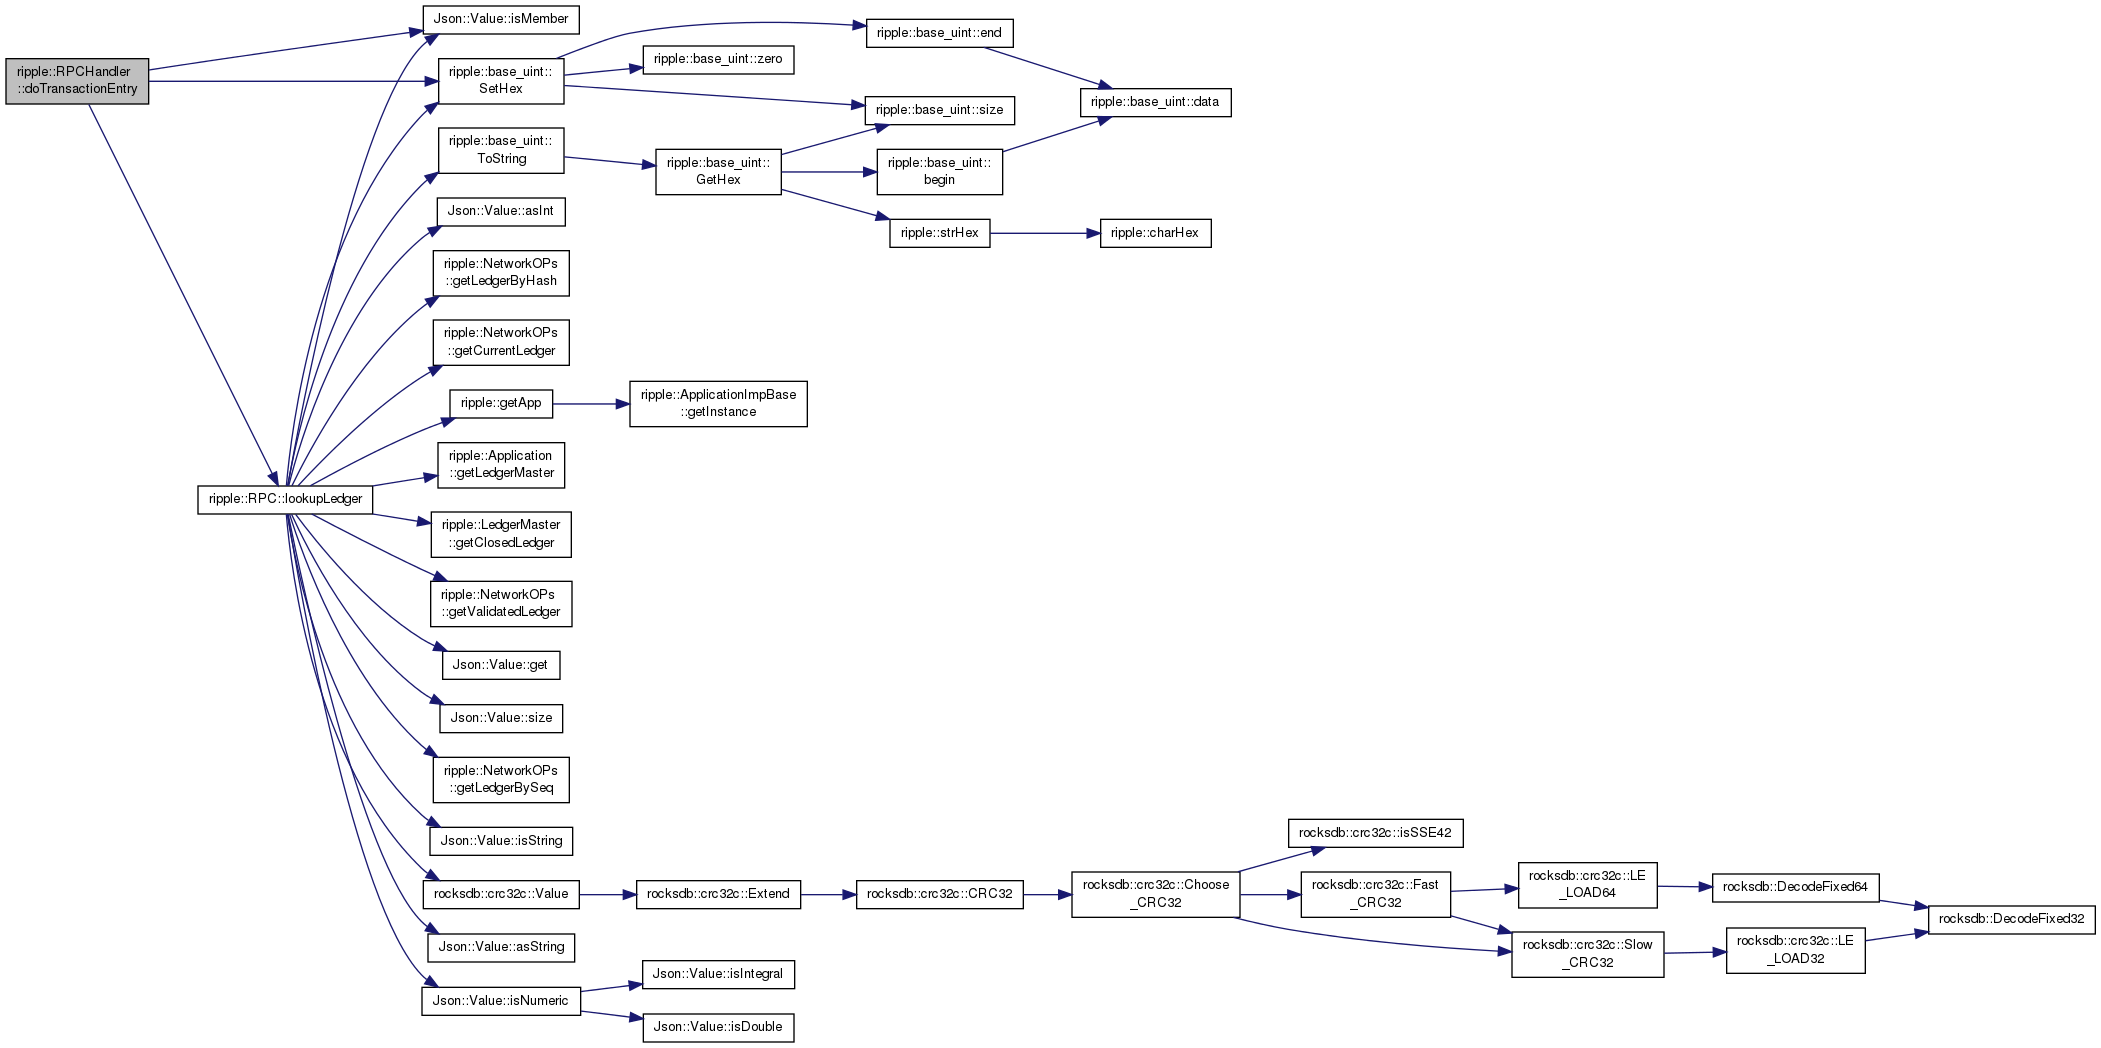 ripple::RPCHandler
::doTransactionEntry
Json::Value::isMember
ripple::base_uint::
SetHex
ripple::base_uint::end
ripple::base_uint::zero
ripple::base_uint::size
ripple::base_uint::data
ripple::base_uint::
ToString
ripple::base_uint::
GetHex
ripple::base_uint::
begin
ripple::strHex
ripple::charHex
Json::Value::asInt
ripple::NetworkOPs
::getLedgerByHash
ripple::NetworkOPs
::getCurrentLedger
ripple::getApp
ripple::ApplicationImpBase
::getInstance
ripple::Application
::getLedgerMaster
ripple::RPC::lookupLedger
ripple::LedgerMaster
::getClosedLedger
ripple::NetworkOPs
::getValidatedLedger
Json::Value::get
Json::Value::size
ripple::NetworkOPs
::getLedgerBySeq
Json::Value::isString
rocksdb::crc32c::Value
rocksdb::crc32c::Extend
rocksdb::crc32c::CRC32
rocksdb::crc32c::Choose
_CRC32
rocksdb::crc32c::isSSE42
rocksdb::crc32c::Fast
_CRC32
rocksdb::crc32c::Slow
_CRC32
rocksdb::crc32c::LE
_LOAD64
rocksdb::crc32c::LE
_LOAD32
rocksdb::DecodeFixed64
rocksdb::DecodeFixed32
Json::Value::asString
Json::Value::isNumeric
Json::Value::isIntegral
Json::Value::isDouble